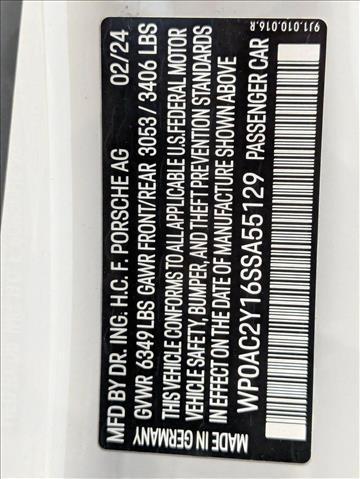 MFD BY DR. ING. H.C. F. PORSCHE AG 02/24
GVWR 6349 LBS GAWR FRONT/REAR 3053 / 3406 LBS
THIS VEHICLE CONFORMS TO ALL APPLICABLE U.S.FEDERAL MOTOR
VEHICLE SAFETY, BUMPER, AND THEFT PREVENTION STANDARDS
IN EFFECT ON THE DATE OF MANUFACTURE SHOWN ABOVE
WP0AC2Y16SSA55129 PASSENGER CAR
MADE IN GERMANY
9J1.010.016.R